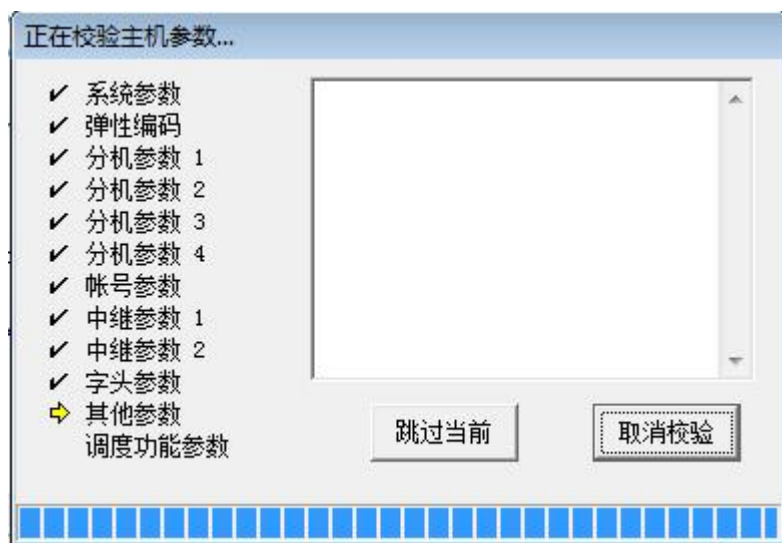 正在校验主机参数...
系统参数
弹性编码
分机参数 1
分机参数 2
分机参数 3
分机参数 4
帐号参数
中继参数 1
中继参数 2
字头参数
其他参数
调度功能参数
跳过当前
取消校验